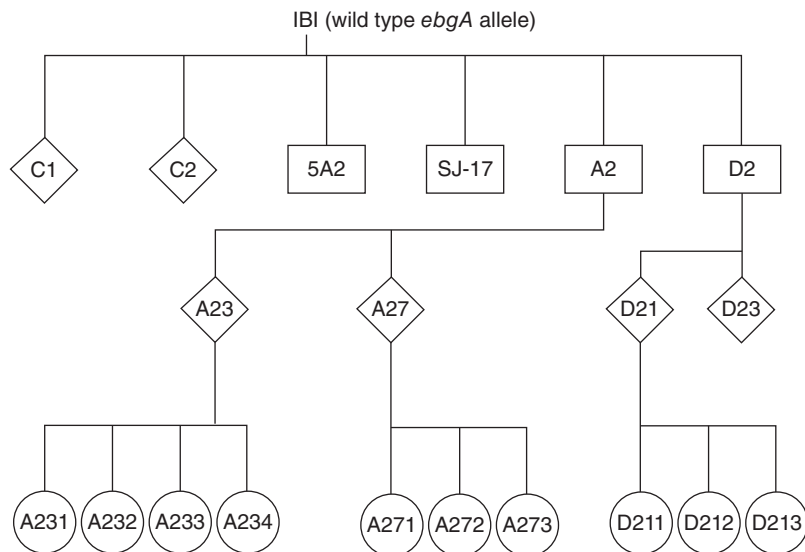 IBI (wild type ebgA allele)
C1 C2 5A2 SJ-17 A2 D2
A23 A27 D21 D23
A231 A232 A233 A234 A271 A272 A273 D211 D212 D213